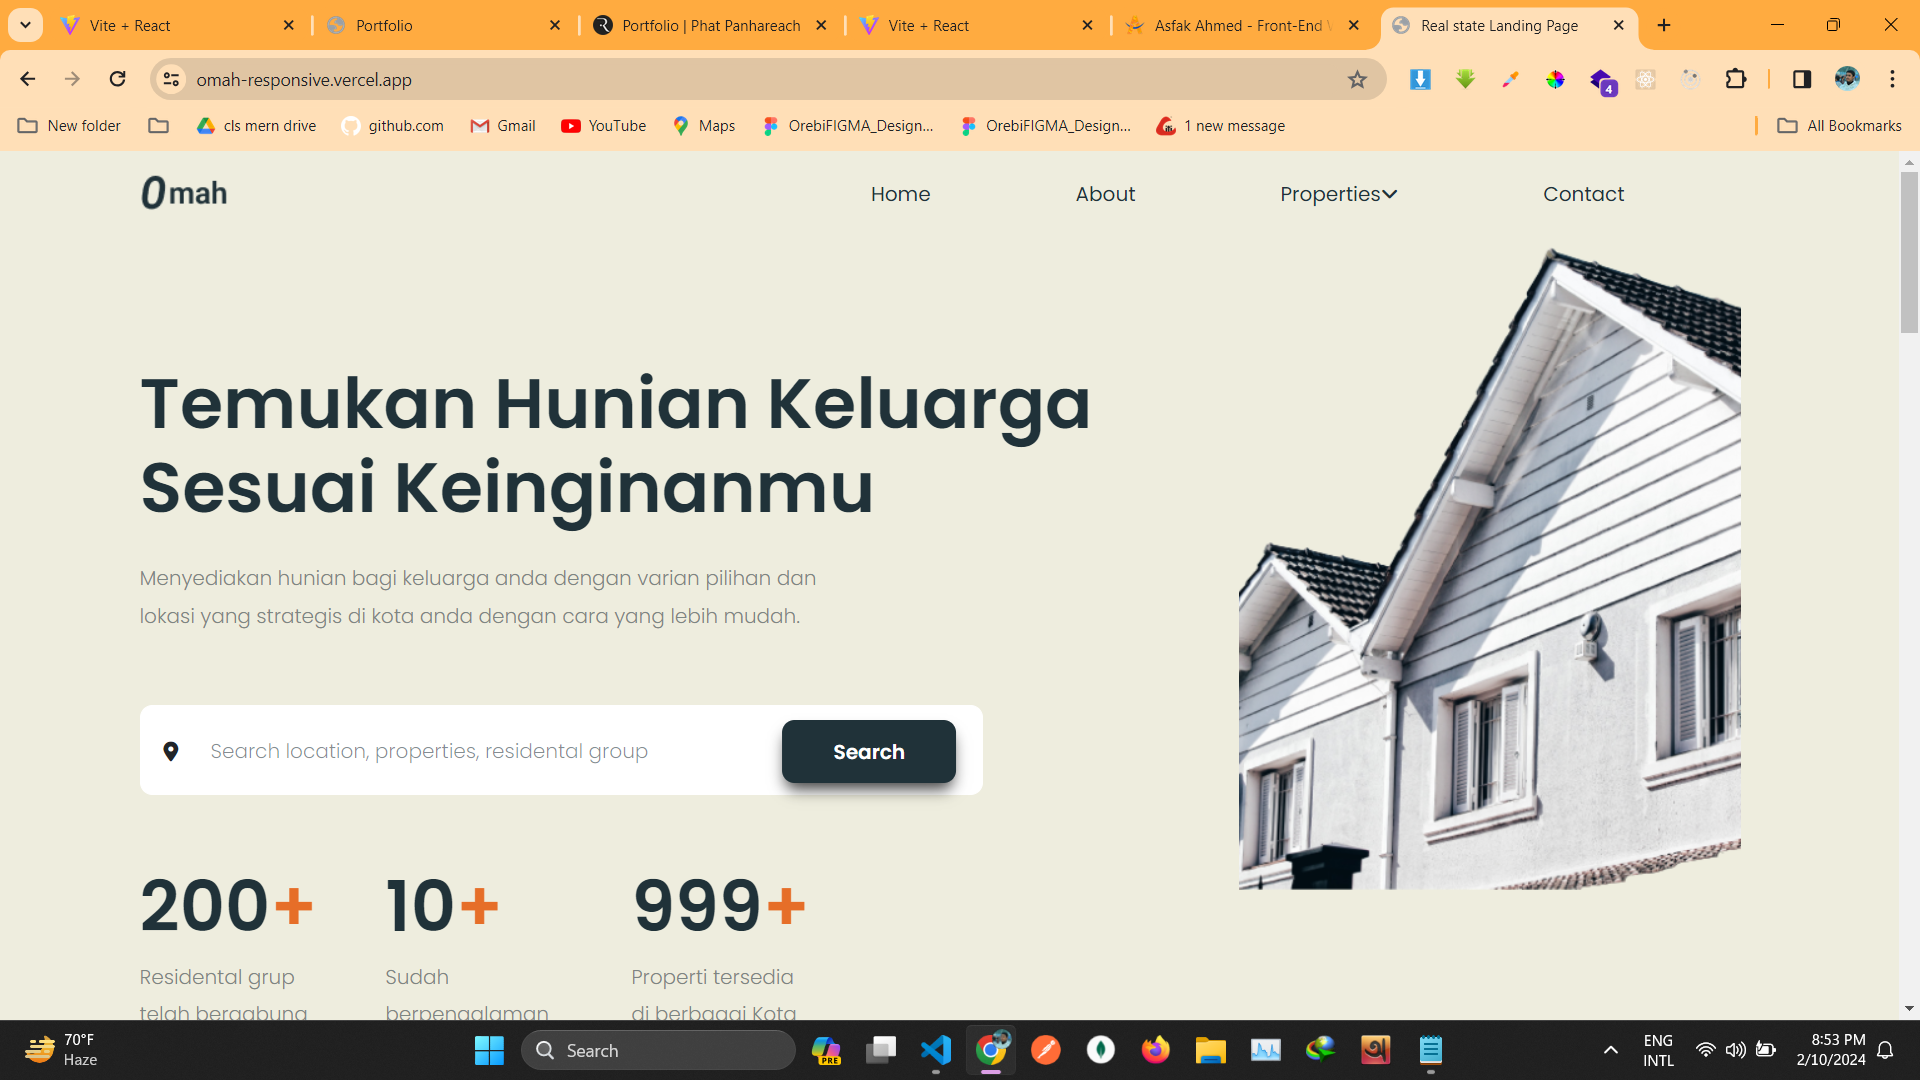 Vite + React
Portfolio
Portfolio | Phat Panhareach
Vite + React
Asfak Ahmed - Front-End
Real state Landing Page
omah-responsive.vercel.app
4
New folder
cls mern drive
github.com
Gmail
YouTube
Maps
OrebiFIGMA_Design...
OrebiFIGMA_Design...
1 new message
All Bookmarks
Omah
Home
About
Properties
Contact
Temukan Hunian Keluarga
Sesuai Keinginanmu
Menyediakan hunian bagi keluarga anda dengan varian pilihan dan
lokasi yang strategis di kota anda dengan cara yang lebih mudah.
Search location, properties, residental group
Search
200+
10+
999+
Residental grup
telah bergabung
Sudah
berpengalaman
Properti tersedia
di berbagai Kota
70°F
Haze
Search
PRE
ENG
INTL
8:53 PM
2/10/2024